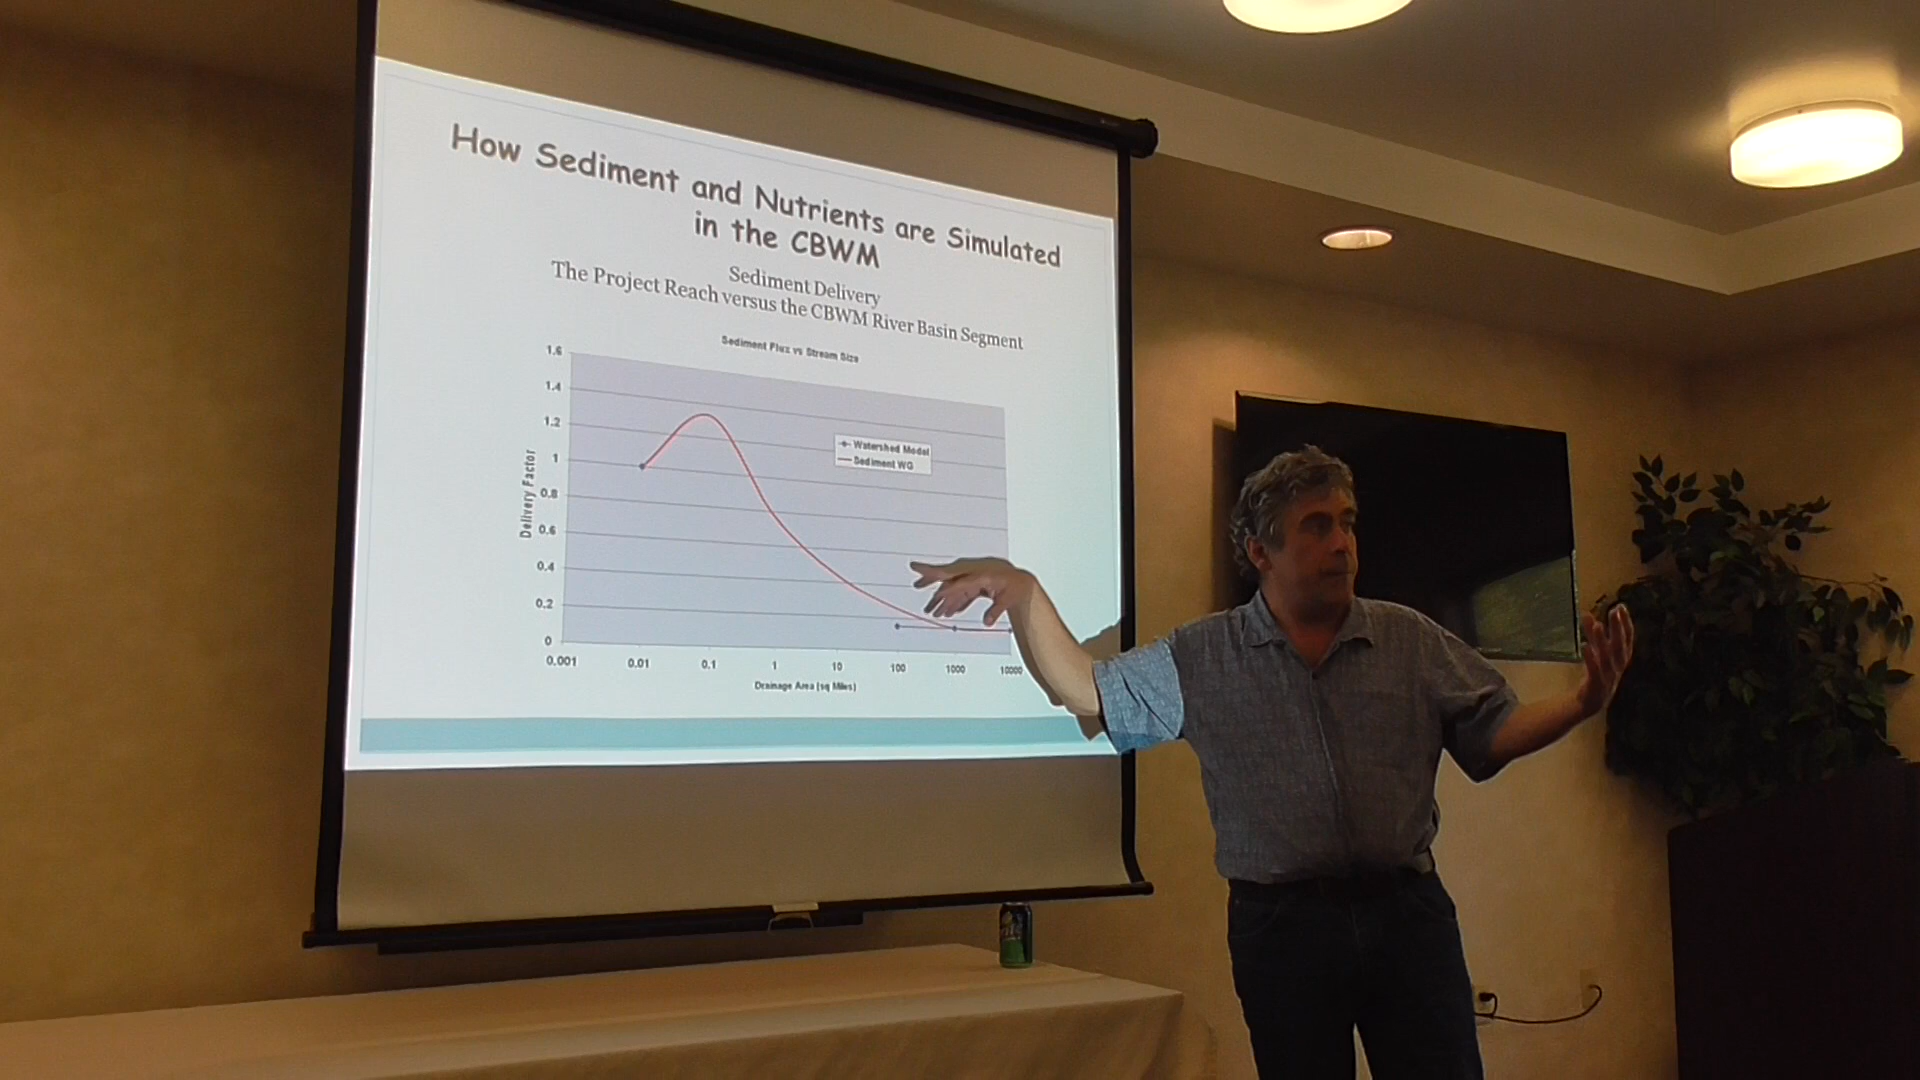 How Sediment and Nutrients are Simulated
in the CBWM
Sediment Delivery
The Project Reach versus the CBWM River Basin Segment
Sediment Flux vs Stream Size
1.6
1.4
1.2
1
0.8
0.6
0.4
0.2
0
Delivery Factor
Watershed Model
Sediment WG
0.001 0.01 0.1 1 10 100 1000 10000
Drainage Area (sq Miles)